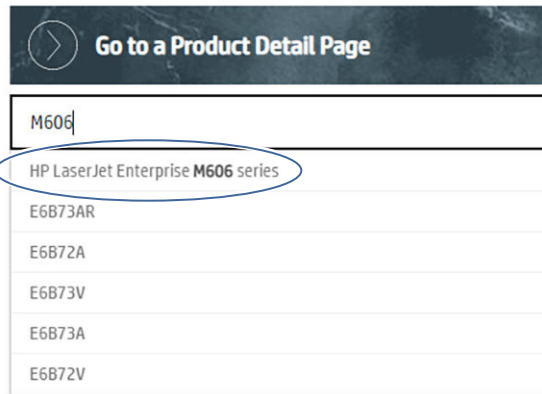 Go to a Product Detail Page
M606
HP LaserJet Enterprise M606 series
E6B73AR
E6B72A
E6B73V
E6B73A
E6B72V